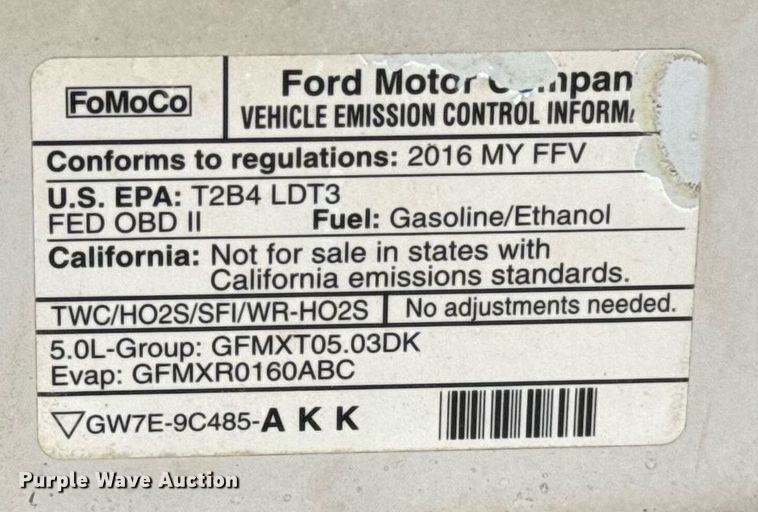 FoMoCo
Ford Motor
VEHICLE EMISSION CONTROL
Conforms to regulations: 2016 MY FFV
U.S. EPA: T2B4 LDT3
FED OBD II Fuel: Gasoline/Ethanol
California: Not for sale in states with
California emissions standards.
TWC/HO2S/SFI/WR-HO2S No adjustments needed.
5.0L-Group: GFMXT05.03DK
Evap: GFMXR0160ABC
GW7E-9C485-A K K
Purple Wave Auction